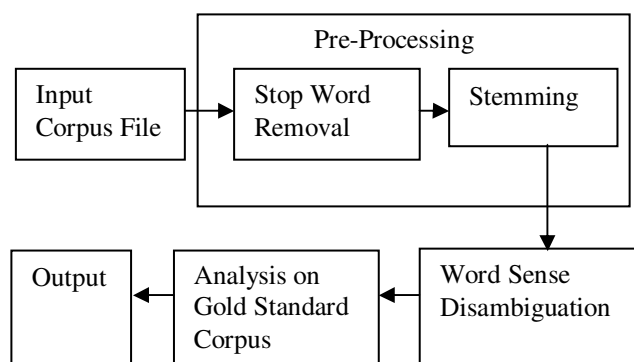 Pre-Processing
Input
Corpus File
Stop Word
Removal
Stemming
Word Sense
Disambiguation
Analysis on
Gold Standard
Corpus
Output